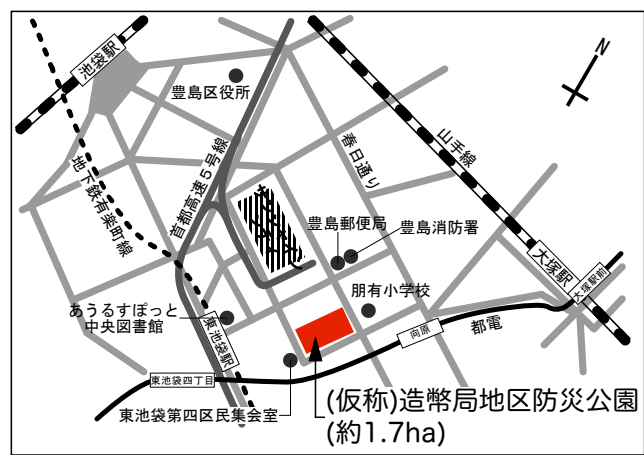 池袋駅
豊島区役所
N
地下鉄有楽町線
首都高速5号線
春日通り
山手線
豊島郵便局
豊島消防署
大塚駅
大塚駅前
あうるすぽっと
中央図書館
東池袋駅
朋有小学校
向原
都電
東池袋四丁目
東池袋第四区民集会室
(仮称)造幣局地区防災公園
(約1.7ha)